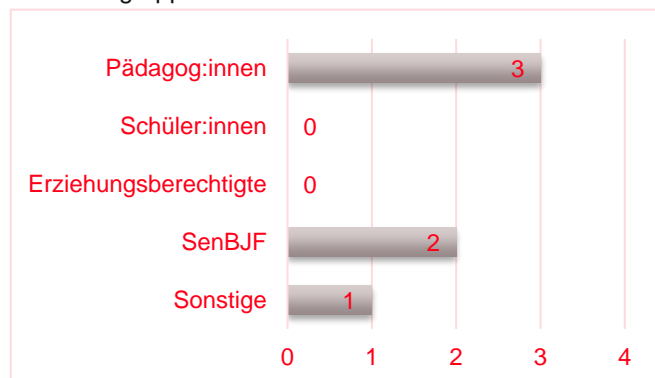 Pädagog:innen 3
Schüler:innen 0
Erziehungsberechtigte 0
SenBJF 2
Sonstige 1
0 1 2 3 4